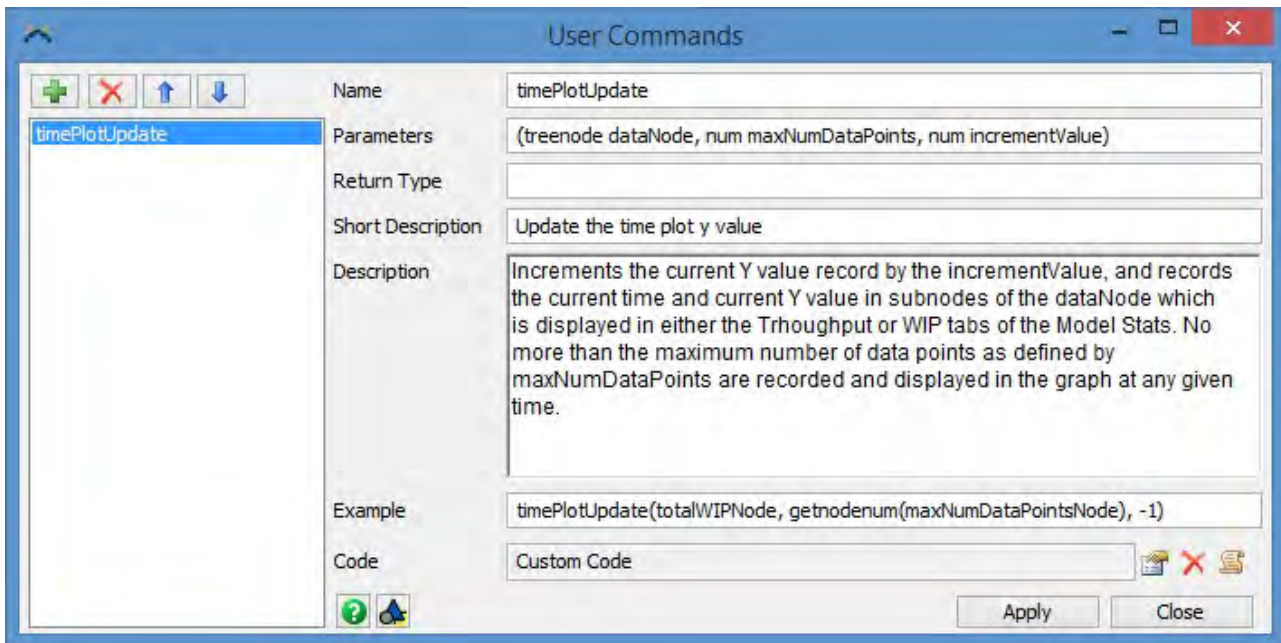 User Commands
timePlotUpdate
Name
timePlotUpdate
Parameters
(treenode dataNode, num maxNumDataPoints, num incrementValue)
Return Type
Short Description
Update the time plot y value
Description
Increments the current Y value record by the incrementValue, and records
the current time and current Y value in subnodes of the dataNode which
is displayed in either the Trhoughput or WIP tabs of the Model Stats. No
more than the maximum number of data points as defined by
maxNumDataPoints are recorded and displayed in the graph at any given
time.
Example
timePlotUpdate(totalWIPNode, getnodenum(maxNumDataPointsNode), -1)
Code
Custom Code
Apply
Close